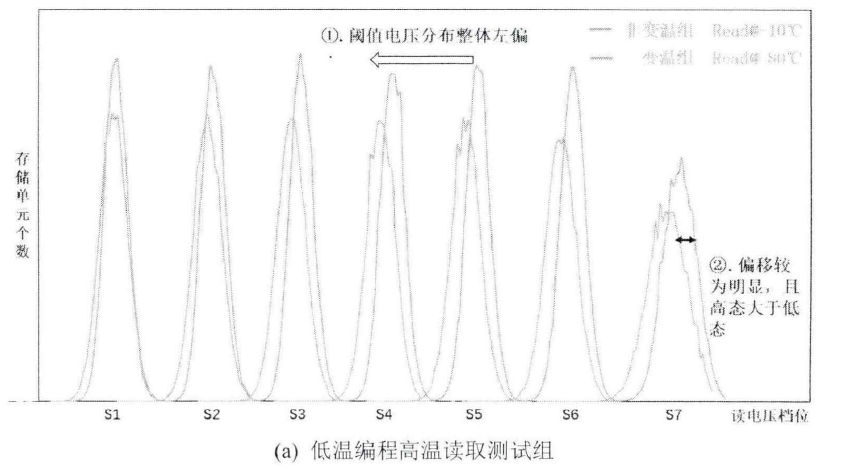 ①. 阈值电压分布整体左偏
非变温组 Read@-10℃
变温组 Read@ 80℃
存储单元个数
②. 偏移较
为明显，且
高态大于低
态
S1 S2 S3 S4 S5 S6 S7 读电压档位
(a) 低温编程高温读取测试组